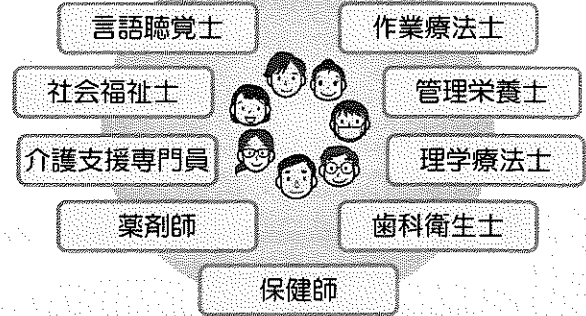 言語聴覚士
作業療法士
社会福祉士
管理栄養士
介護支援専門員
理学療法士
薬剤師
歯科衛生士
保健師